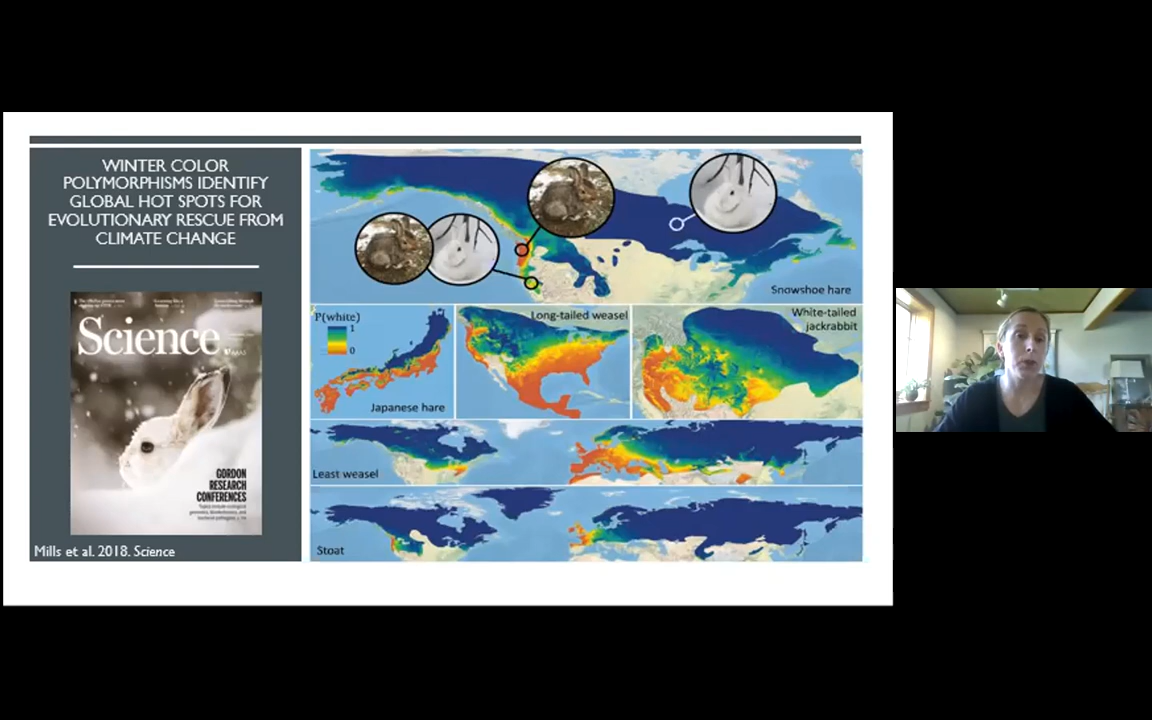 WINTER COLOR
POLYMORPHISMS IDENTIFY
GLOBAL HOT SPOTS FOR
EVOLUTIONARY RESCUE FROM
CLIMATE CHANGE
Science
GORDON
RESEARCH
CONFERENCES
Mills et al. 2018. Science
Snowshoe hare
P(white)
1
0
Japanese hare
Long-tailed weasel
White-tailed
jackrabbit
Least weasel
Stoat